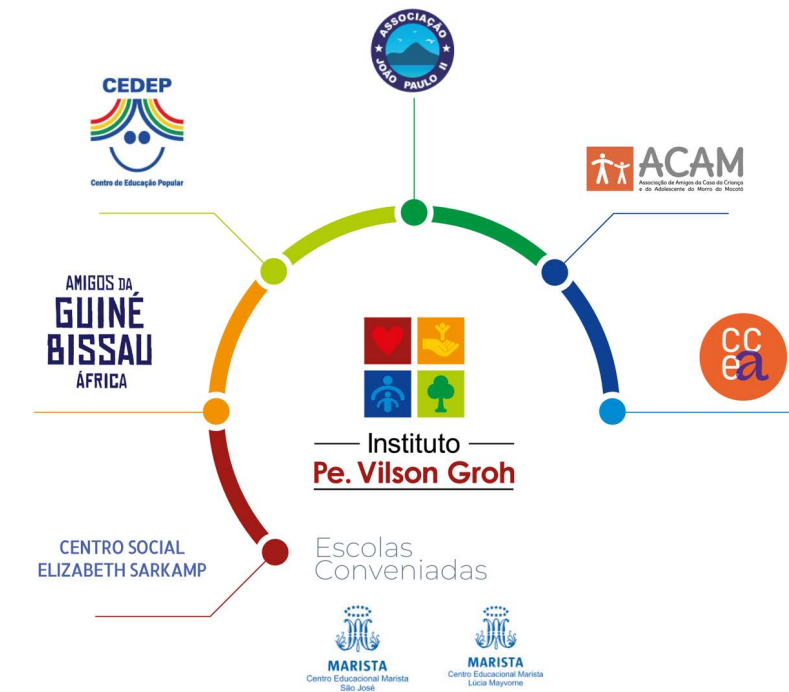 ASSOCIAÇÃO
JOÃO PAULO II
CEDEP
Centro de Educação Popular
ACAM
Associação de Amigos da Casa da Criança
e do Adolescente do Morro do Mocotó
AMIGOS DA
GUINÉ
BISSAU
ÁFRICA
CC
ea
Instituto
Pe. Vilson Groh
CENTRO SOCIAL
ELIZABETH SARKAMP
Escolas
Conveniadas
MARISTA
Centro Educacional Marista
São José
MARISTA
Centro Educacional Marista
Lúcia Mayvorne